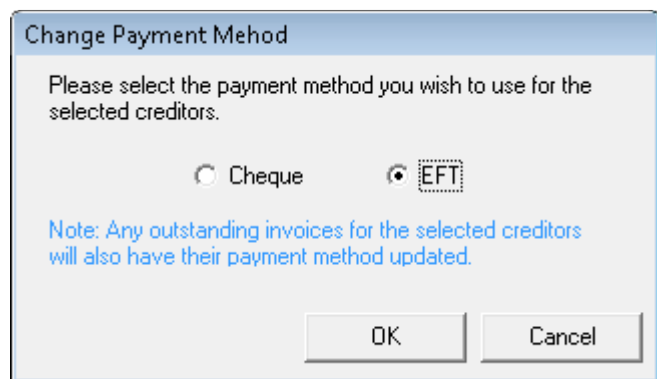 Change Payment Mehod
Please select the payment method you wish to use for the
selected creditors.
Cheque EFT
Note: Any outstanding invoices for the selected creditors
will also have their payment method updated.
OK Cancel